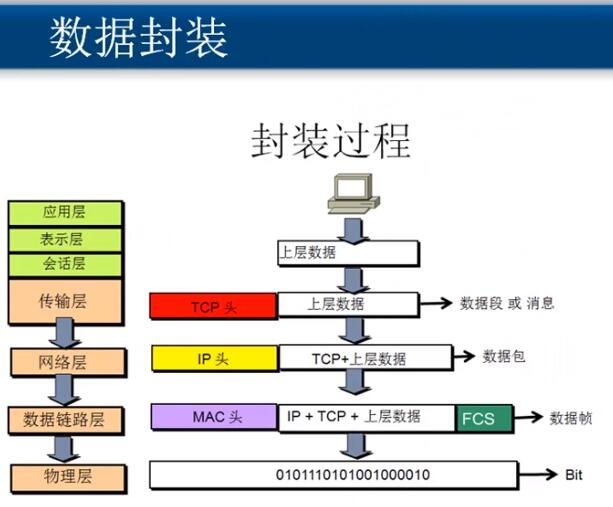 数据封装
封装过程
应用层
表示层
会话层
上层数据
传输层
TCP 头
上层数据
数据段 或 消息
网络层
IP 头
TCP+上层数据
数据包
数据链路层
MAC 头
IP + TCP + 上层数据
FCS
数据帧
物理层
0101110101001000010
Bit